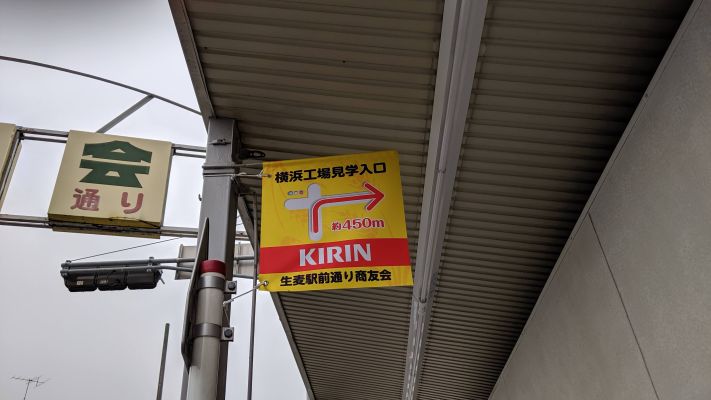 会
通り
横浜工場見学入口
約450m
KIRIN
生麦駅前通り商友会